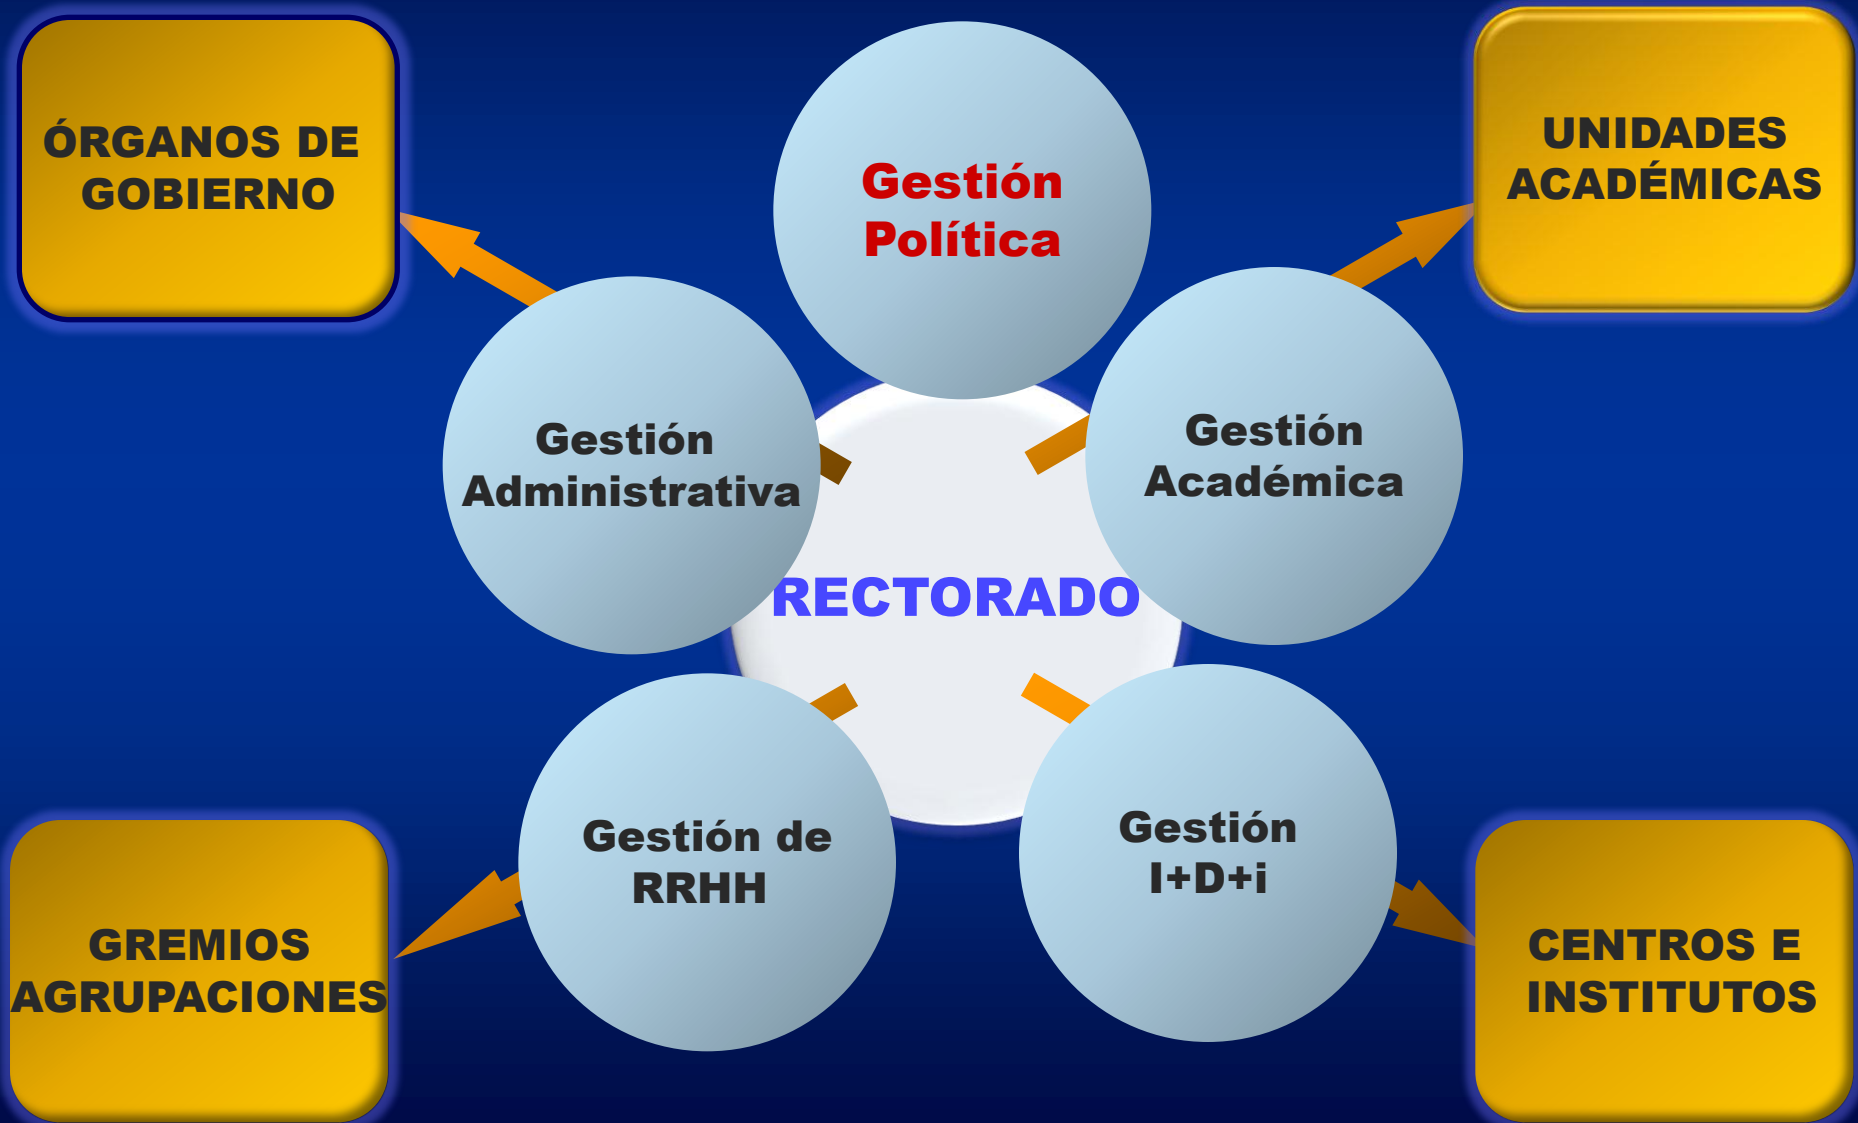 ÓRGANOS DE
GOBIERNO
Gestión
Política
UNIDADES
ACADÉMICAS
Gestión
Administrativa
Gestión
Académica
RECTORADO
Gestión de
RRHH
Gestión
I+D+i
GREMIOS
AGRUPACIONES
CENTROS E
INSTITUTOS